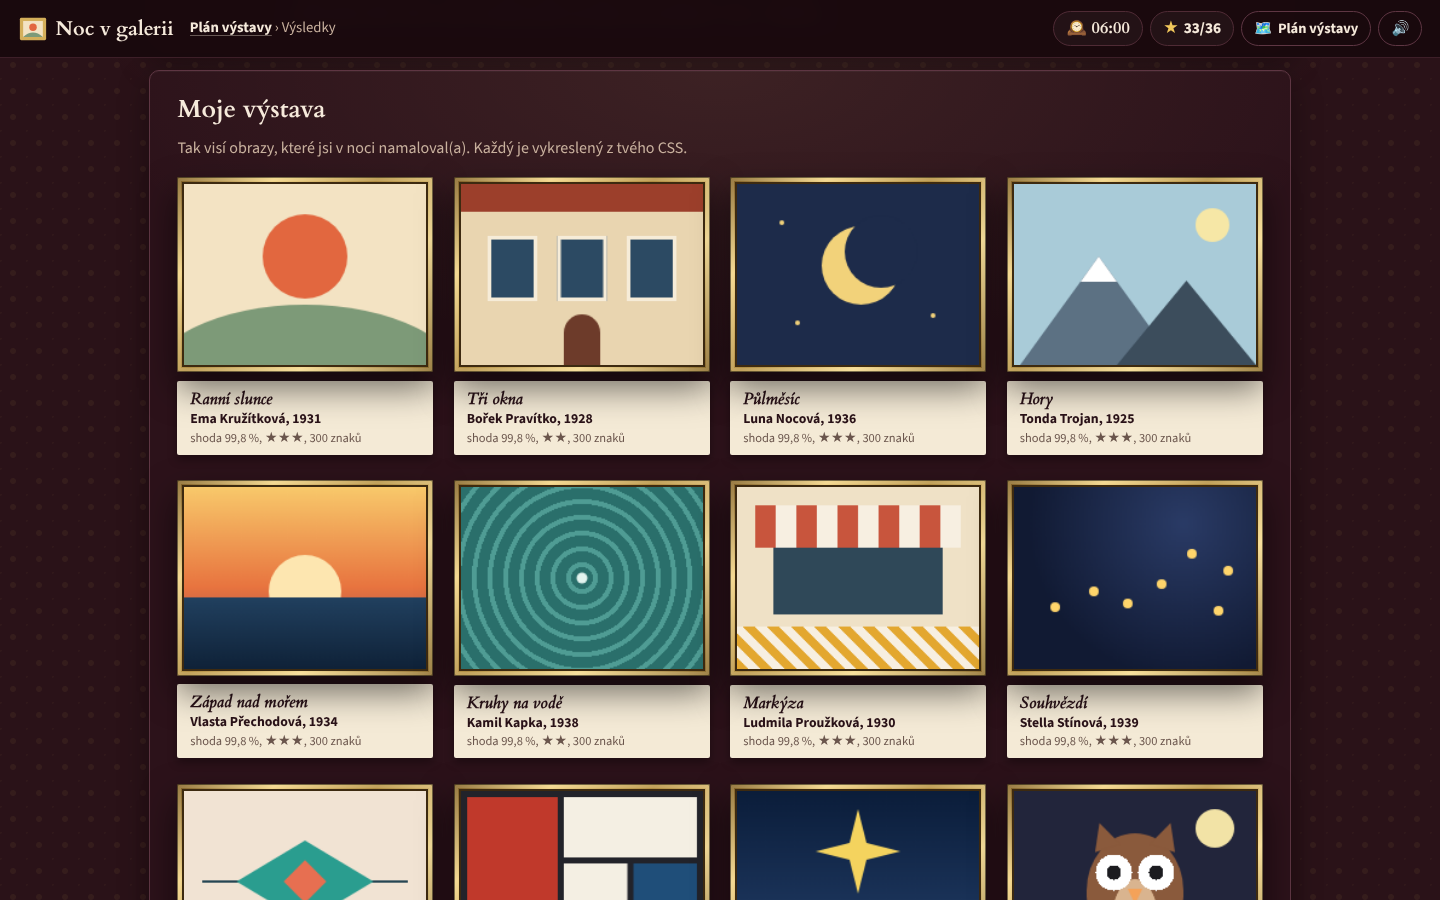 Noc v galerii
Plán výstavy › Výsledky
06:00
★ 33/36
Plán výstavy
Moje výstava
Tak visí obrazy, které jsi v noci namaloval(a). Každý je vykreslený z tvého CSS.
Ranní slunce
Ema Kružítková, 1931
shoda 99,8 %, ★★★, 300 znaků
Tři okna
Bořek Pravítko, 1928
shoda 99,8 %, ★★, 300 znaků
Půlměsíc
Luna Nocová, 1936
shoda 99,8 %, ★★★, 300 znaků
Hory
Tonda Trojan, 1925
shoda 99,8 %, ★★★, 300 znaků
Západ nad mořem
Vlasta Přechodová, 1934
shoda 99,8 %, ★★★, 300 znaků
Kruhy na vodě
Kamil Kapka, 1938
shoda 99,8 %, ★★, 300 znaků
Markýza
Ludmila Proužková, 1930
shoda 99,8 %, ★★★, 300 znaků
Souhvězdí
Stella Stínová, 1939
shoda 99,8 %, ★★★, 300 znaků